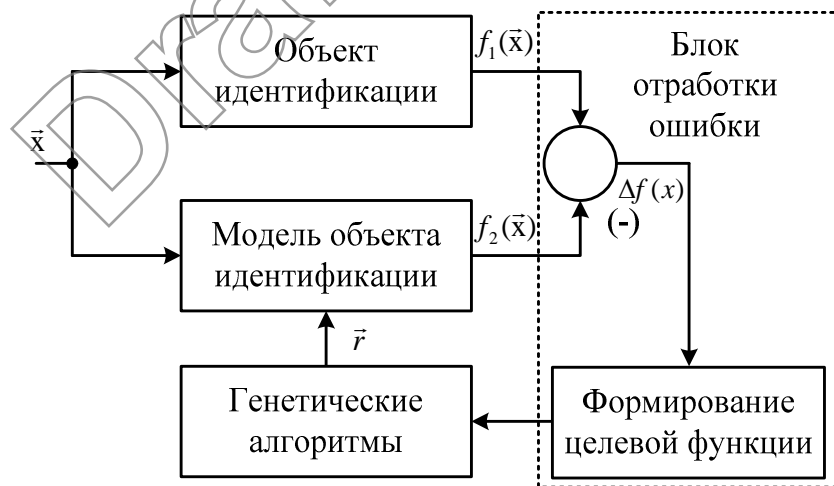 Объект
идентификации
f₁(x⃗)
Блок
отработки
ошибки
x⃗
Δf(x)
(-)
Модель объекта
идентификации
f₂(x⃗)
r⃗
Генетические
алгоритмы
Формирование
целевой функции